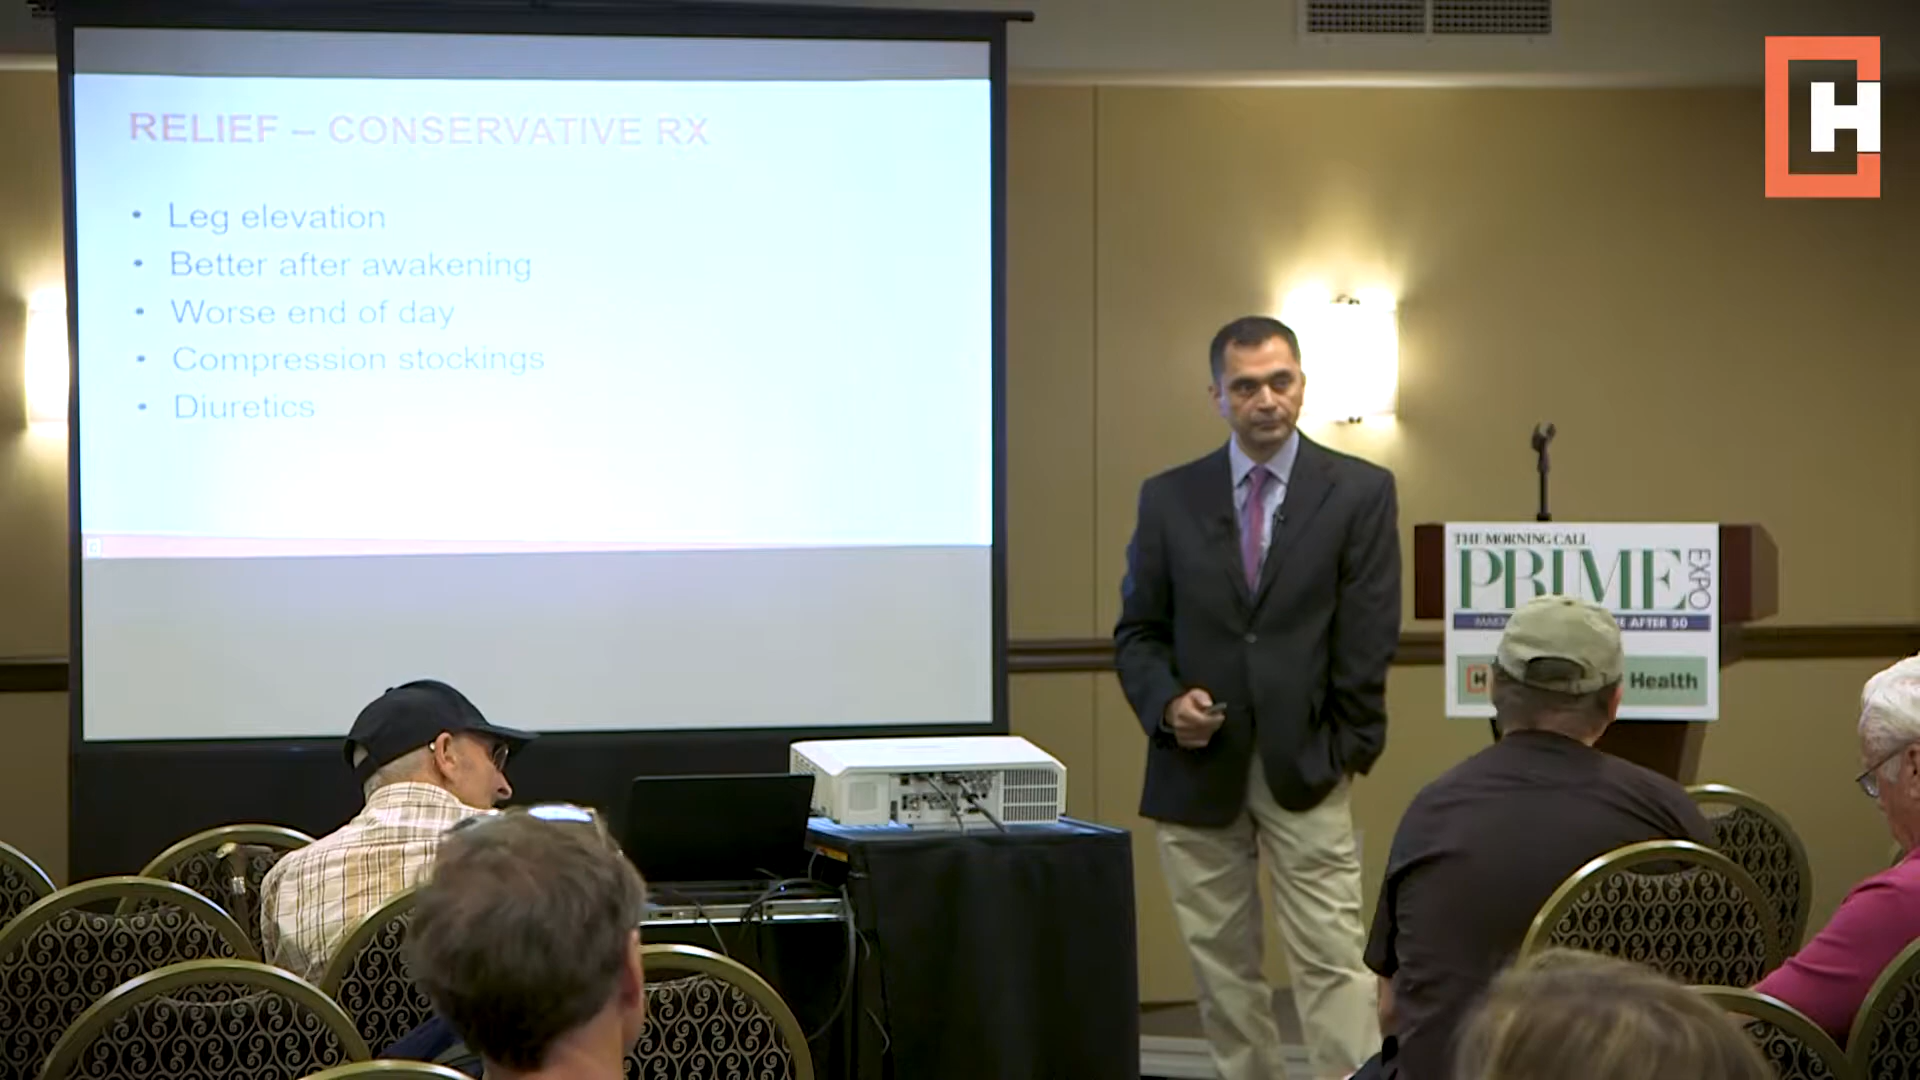 RELIEF – CONSERVATIVE RX
• Leg elevation
• Better after awakening
• Worse end of day
• Compression stockings
• Diuretics
H
THE MORNING CALL
PRIME
EXPO
AFTER 50
H
Health